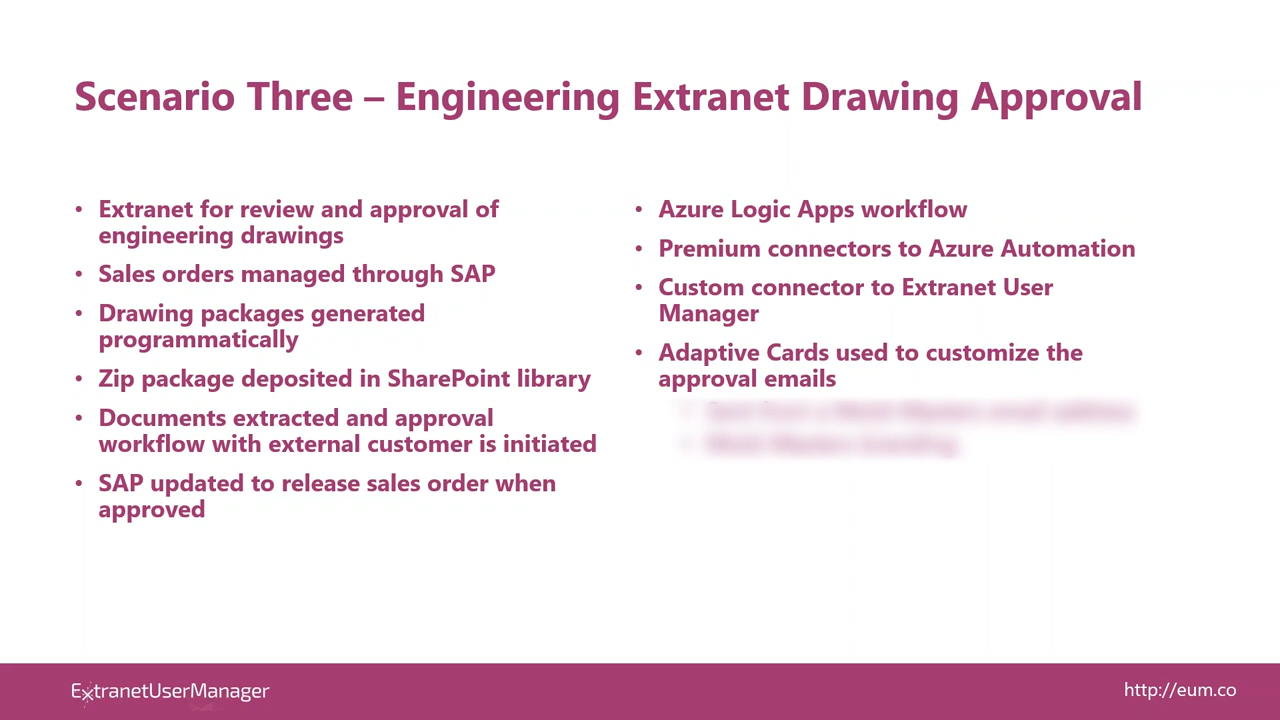 Scenario Three – Engineering Extranet Drawing Approval
• Extranet for review and approval of
engineering drawings
• Sales orders managed through SAP
• Drawing packages generated
programmatically
• Zip package deposited in SharePoint library
• Documents extracted and approval
workflow with external customer is initiated
• SAP updated to release sales order when
approved
• Azure Logic Apps workflow
• Premium connectors to Azure Automation
• Custom connector to Extranet User
Manager
• Adaptive Cards used to customize the
approval emails
ExtranetUserManager
http://eum.co